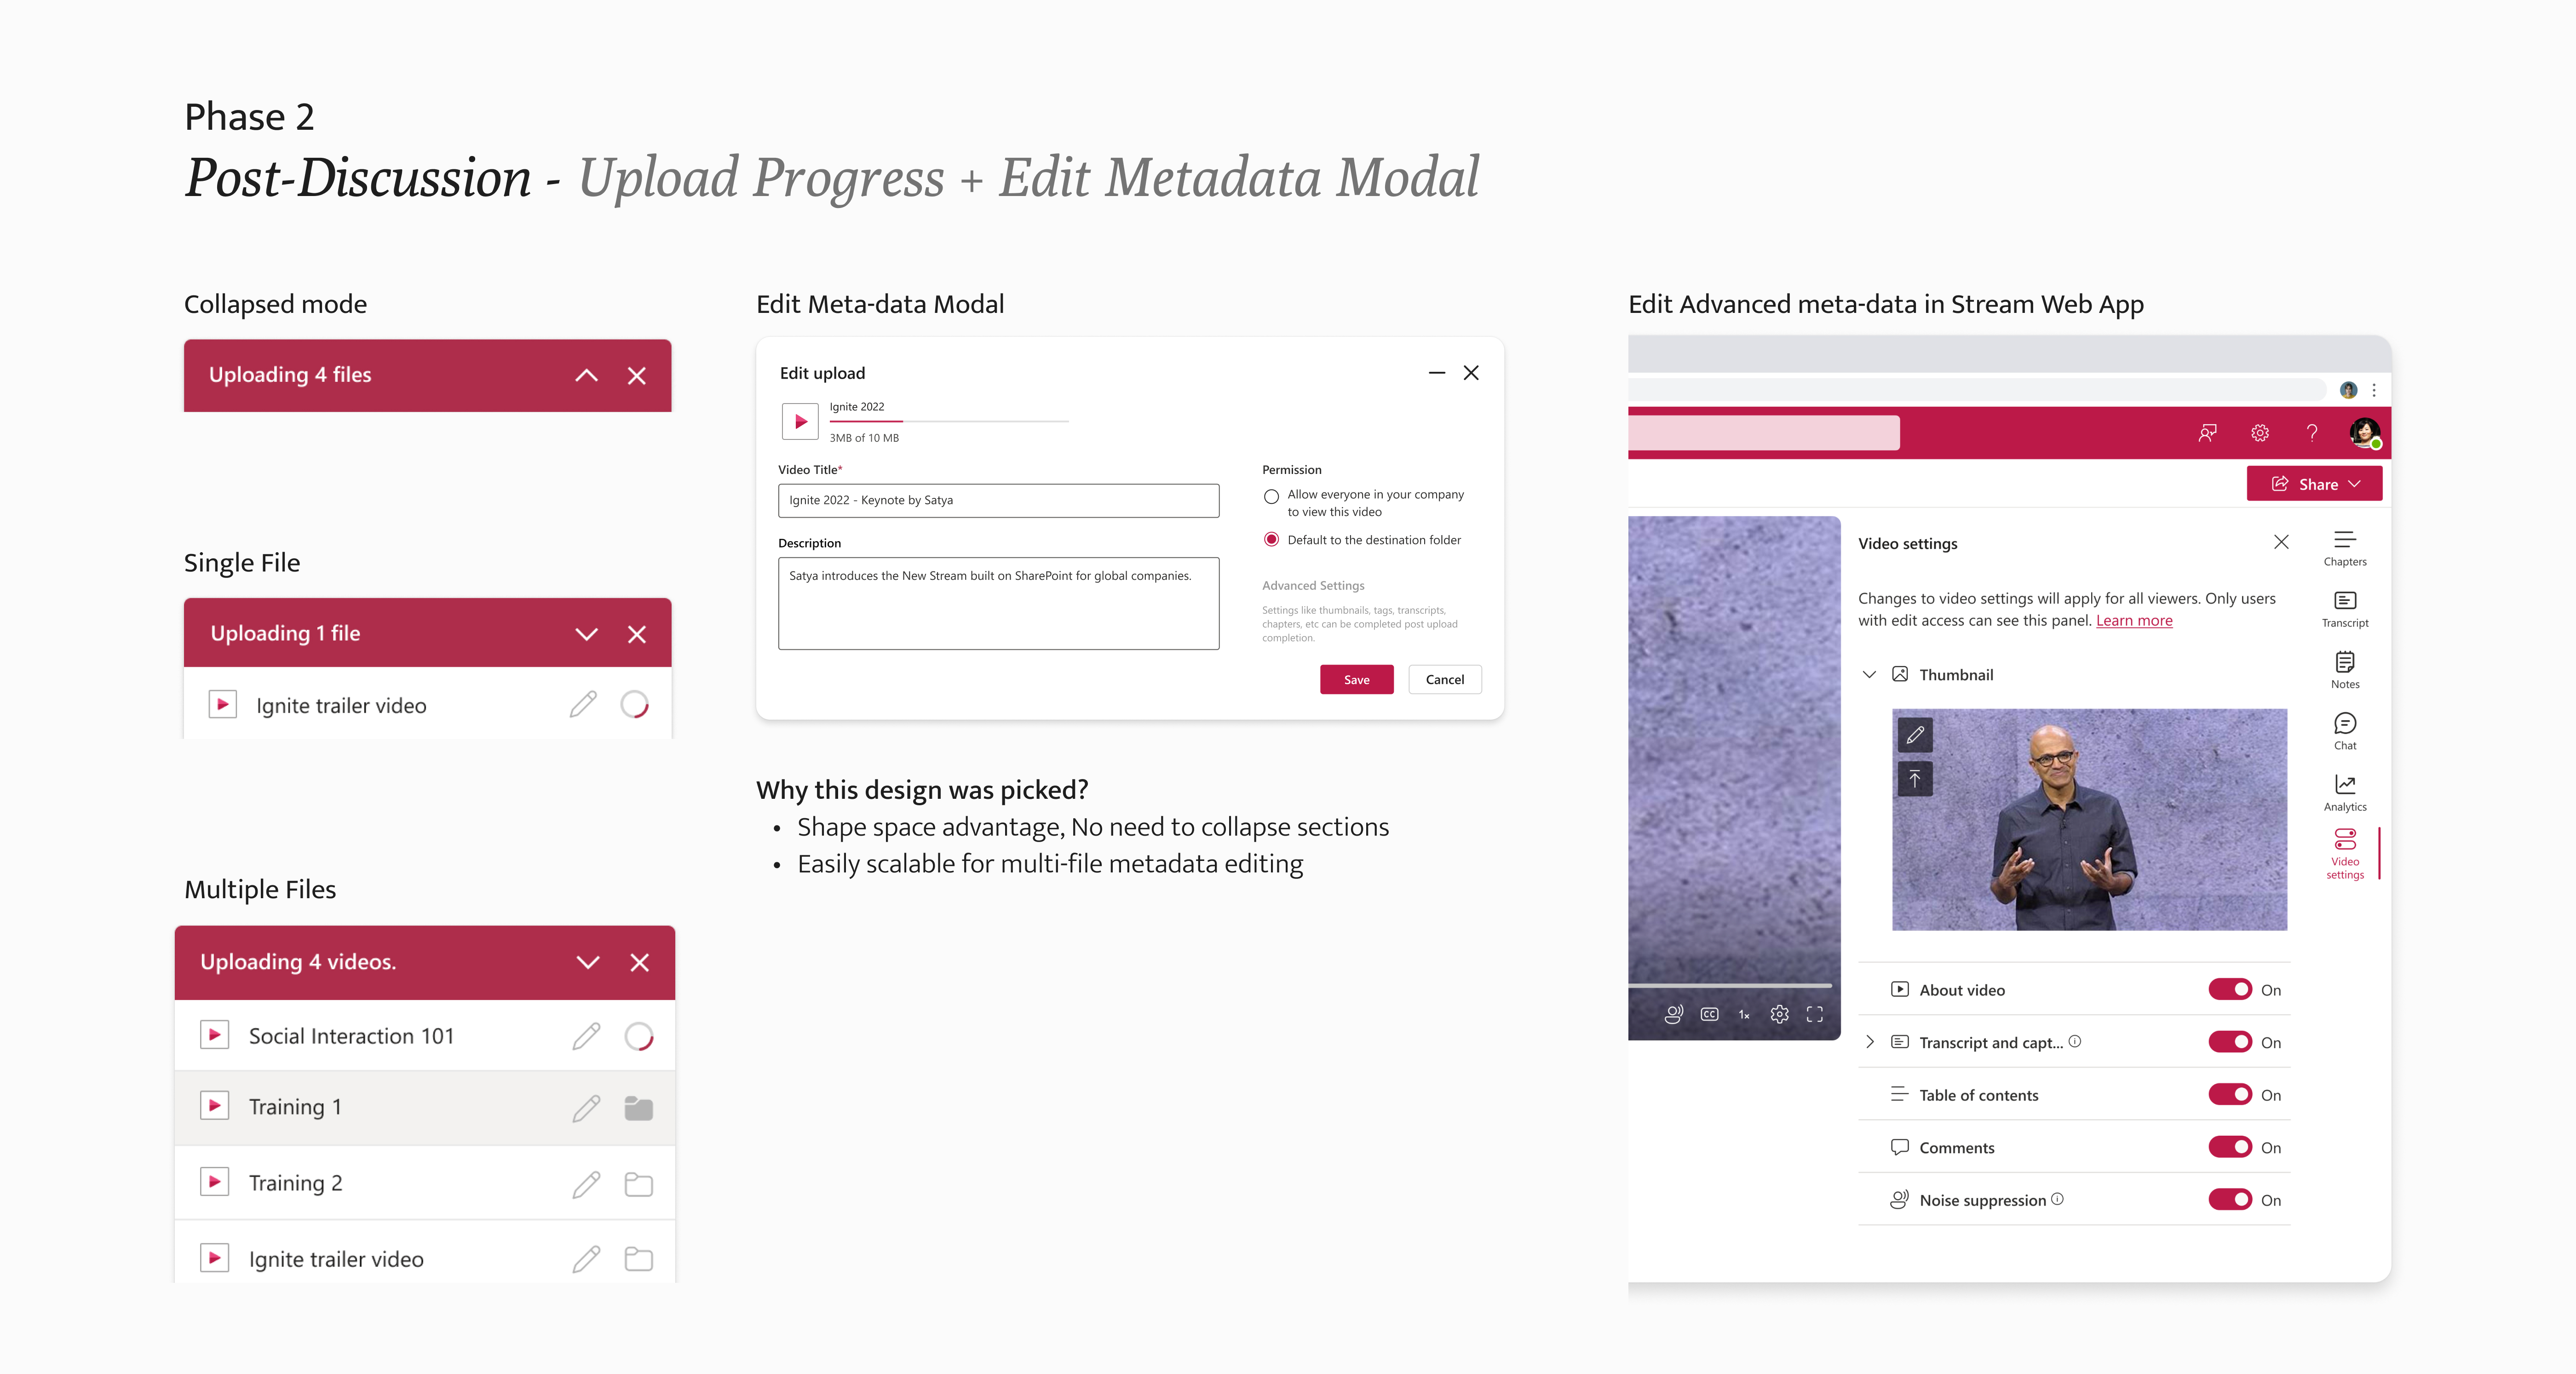 Phase 2
Post-Discussion - Upload Progress + Edit Metadata Modal
Collapsed mode
Uploading 4 files
Single File
Uploading 1 file
Ignite trailer video
Multiple Files
Uploading 4 videos.
Social Interaction 101
Training 1
Training 2
Ignite trailer video
Edit Meta-data Modal
Edit upload
Ignite 2022
3MB of 10 MB
Video Title*
Ignite 2022 - Keynote by Satya
Description
Satya introduces the New Stream built on SharePoint for global companies.
Permission
Allow everyone in your company
to view this video
Default to the destination folder
Advanced Settings
Settings like thumbnails, tags, transcripts,
chapters, etc can be completed post upload
completion.
Save
Cancel
Why this design was picked?
• Shape space advantage, No need to collapse sections
• Easily scalable for multi-file metadata editing
Edit Advanced meta-data in Stream Web App
Share
CC
1x
Video settings
Changes to video settings will apply for all viewers. Only users
with edit access can see this panel. Learn more
Thumbnail
About video On
Transcript and capt... On
Table of contents On
Comments On
Noise suppression On
Chapters
Transcript
Notes
Chat
Analytics
Video
settings